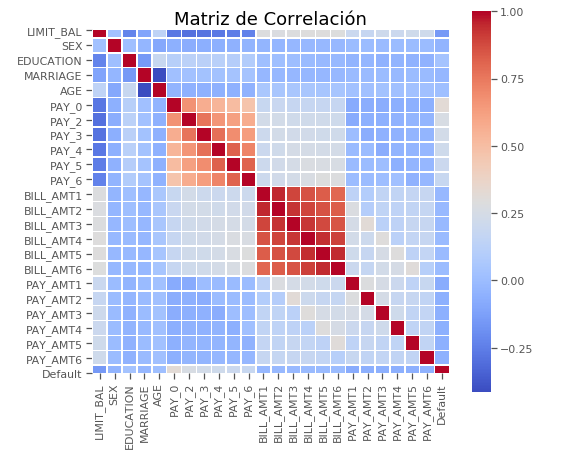 Matriz de Correlación
LIMIT_BAL
SEX
EDUCATION
MARRIAGE
AGE
PAY_0
PAY_2
PAY_3
PAY_4
PAY_5
PAY_6
BILL_AMT1
BILL_AMT2
BILL_AMT3
BILL_AMT4
BILL_AMT5
BILL_AMT6
PAY_AMT1
PAY_AMT2
PAY_AMT3
PAY_AMT4
PAY_AMT5
PAY_AMT6
Default
LIMIT_BAL
SEX
EDUCATION
MARRIAGE
AGE
PAY_0
PAY_2
PAY_3
PAY_4
PAY_5
PAY_6
BILL_AMT1
BILL_AMT2
BILL_AMT3
BILL_AMT4
BILL_AMT5
BILL_AMT6
PAY_AMT1
PAY_AMT2
PAY_AMT3
PAY_AMT4
PAY_AMT5
PAY_AMT6
Default
1.00
0.75
0.50
0.25
0.00
−0.25